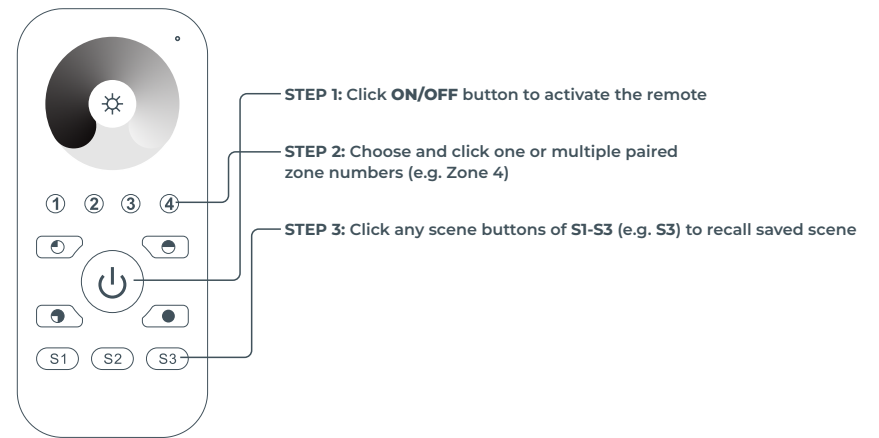 STEP 1: Click ON/OFF button to activate the remote
STEP 2: Choose and click one or multiple paired
zone numbers (e.g. Zone 4)
1 2 3 4
STEP 3: Click any scene buttons of S1-S3 (e.g. S3) to recall saved scene
S1 S2 S3